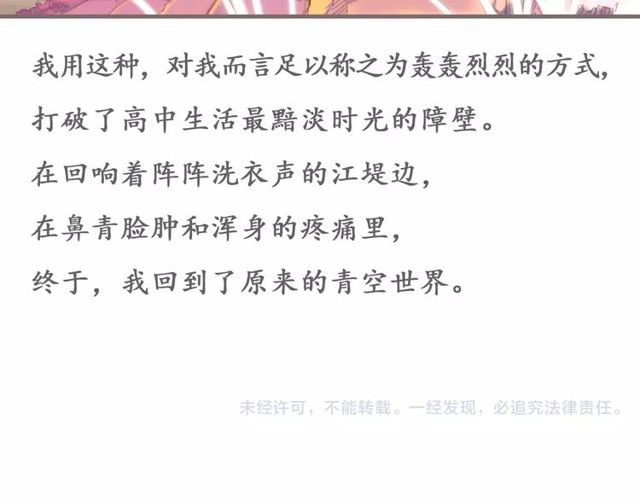 我用这种，对我而言足以称之为轰轰烈烈的方式，
打破了高中生活最黯淡时光的障壁。
在回响着阵阵洗衣声的江堤边，
在鼻青脸肿和浑身的疼痛里，
终于，我回到了原来的青空世界。
未经许可，不能转载。一经发现，必追究法律责任。